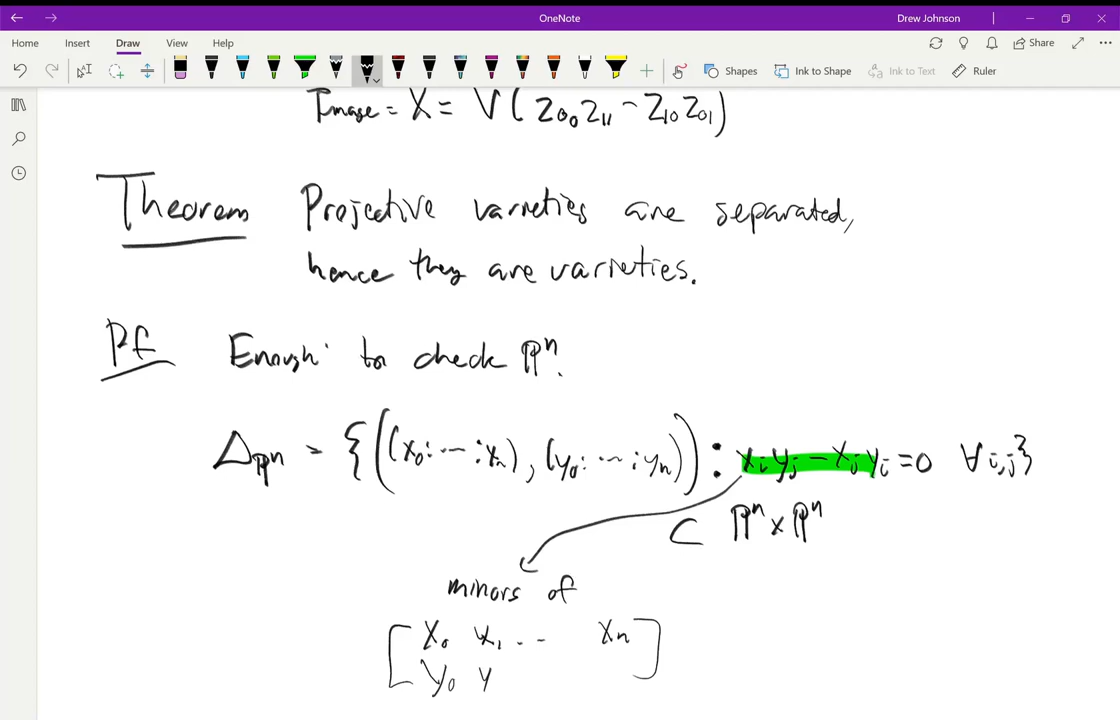 OneNote
Drew Johnson
Home Insert Draw View Help
Share
Shapes Ink to Shape Ink to Text Ruler
Image = X = V(Z₀₀Z₁₁ - Z₁₀Z₀₁)
Theorem Projective varieties are separated,
hence they are varieties.
Pf Enough to check ℙⁿ.
Δ_ℙⁿ = {((x₀:⋯:xₙ), (y₀:⋯:yₙ)) : xᵢyⱼ - xⱼyᵢ = 0 ∀i,j}
⊂ ℙⁿ × ℙⁿ
minors of
[ x₀ x₁ ⋯ xₙ ]
y₀ y